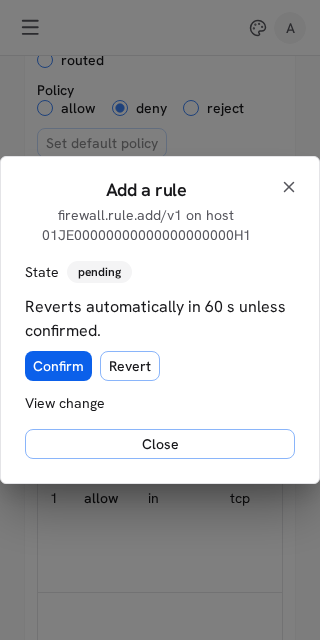 A
routed
Policy
allow deny reject
Set default policy
Add a rule
firewall.rule.add/v1 on host
01JE00000000000000000000H1
State pending
Reverts automatically in 60 s unless
confirmed.
Confirm Revert
View change
Close
1 allow in tcp